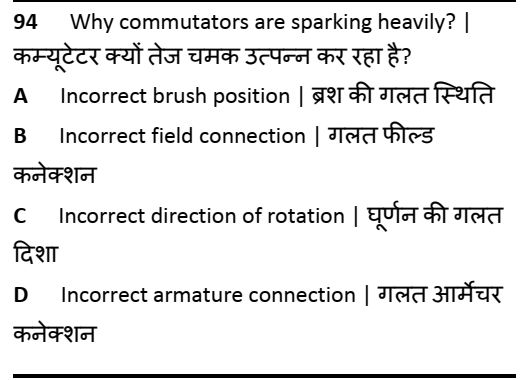 94 Why commutators are sparking heavily? |
कम्यूटेटर क्यों तेज चमक उत्पन्न कर रहा है?
A Incorrect brush position | ब्रश की गलत स्थिति
B Incorrect field connection | गलत फील्ड
कनेक्शन
C Incorrect direction of rotation | घूर्णन की गलत
दिशा
D Incorrect armature connection | गलत आर्मेचर
कनेक्शन